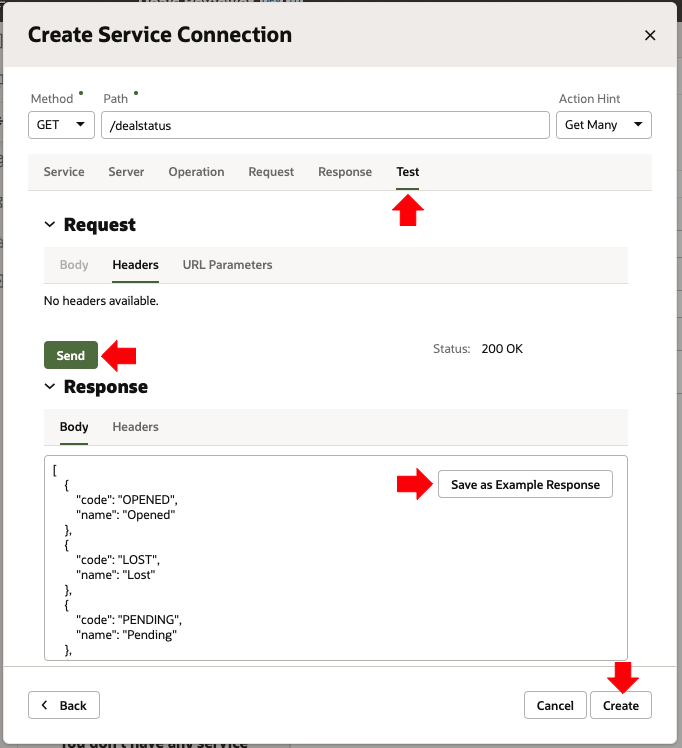 Create Service Connection
Method Path Action Hint
GET /dealstatus Get Many
Service Server Operation Request Response Test
Request
Body Headers URL Parameters
No headers available.
Send Status: 200 OK
Response
Body Headers
[
{
"code": "OPENED",
"name": "Opened"
},
{
"code": "LOST",
"name": "Lost"
},
{
"code": "PENDING",
"name": "Pending"
},
Save as Example Response
Back Cancel Create
You don't have any service